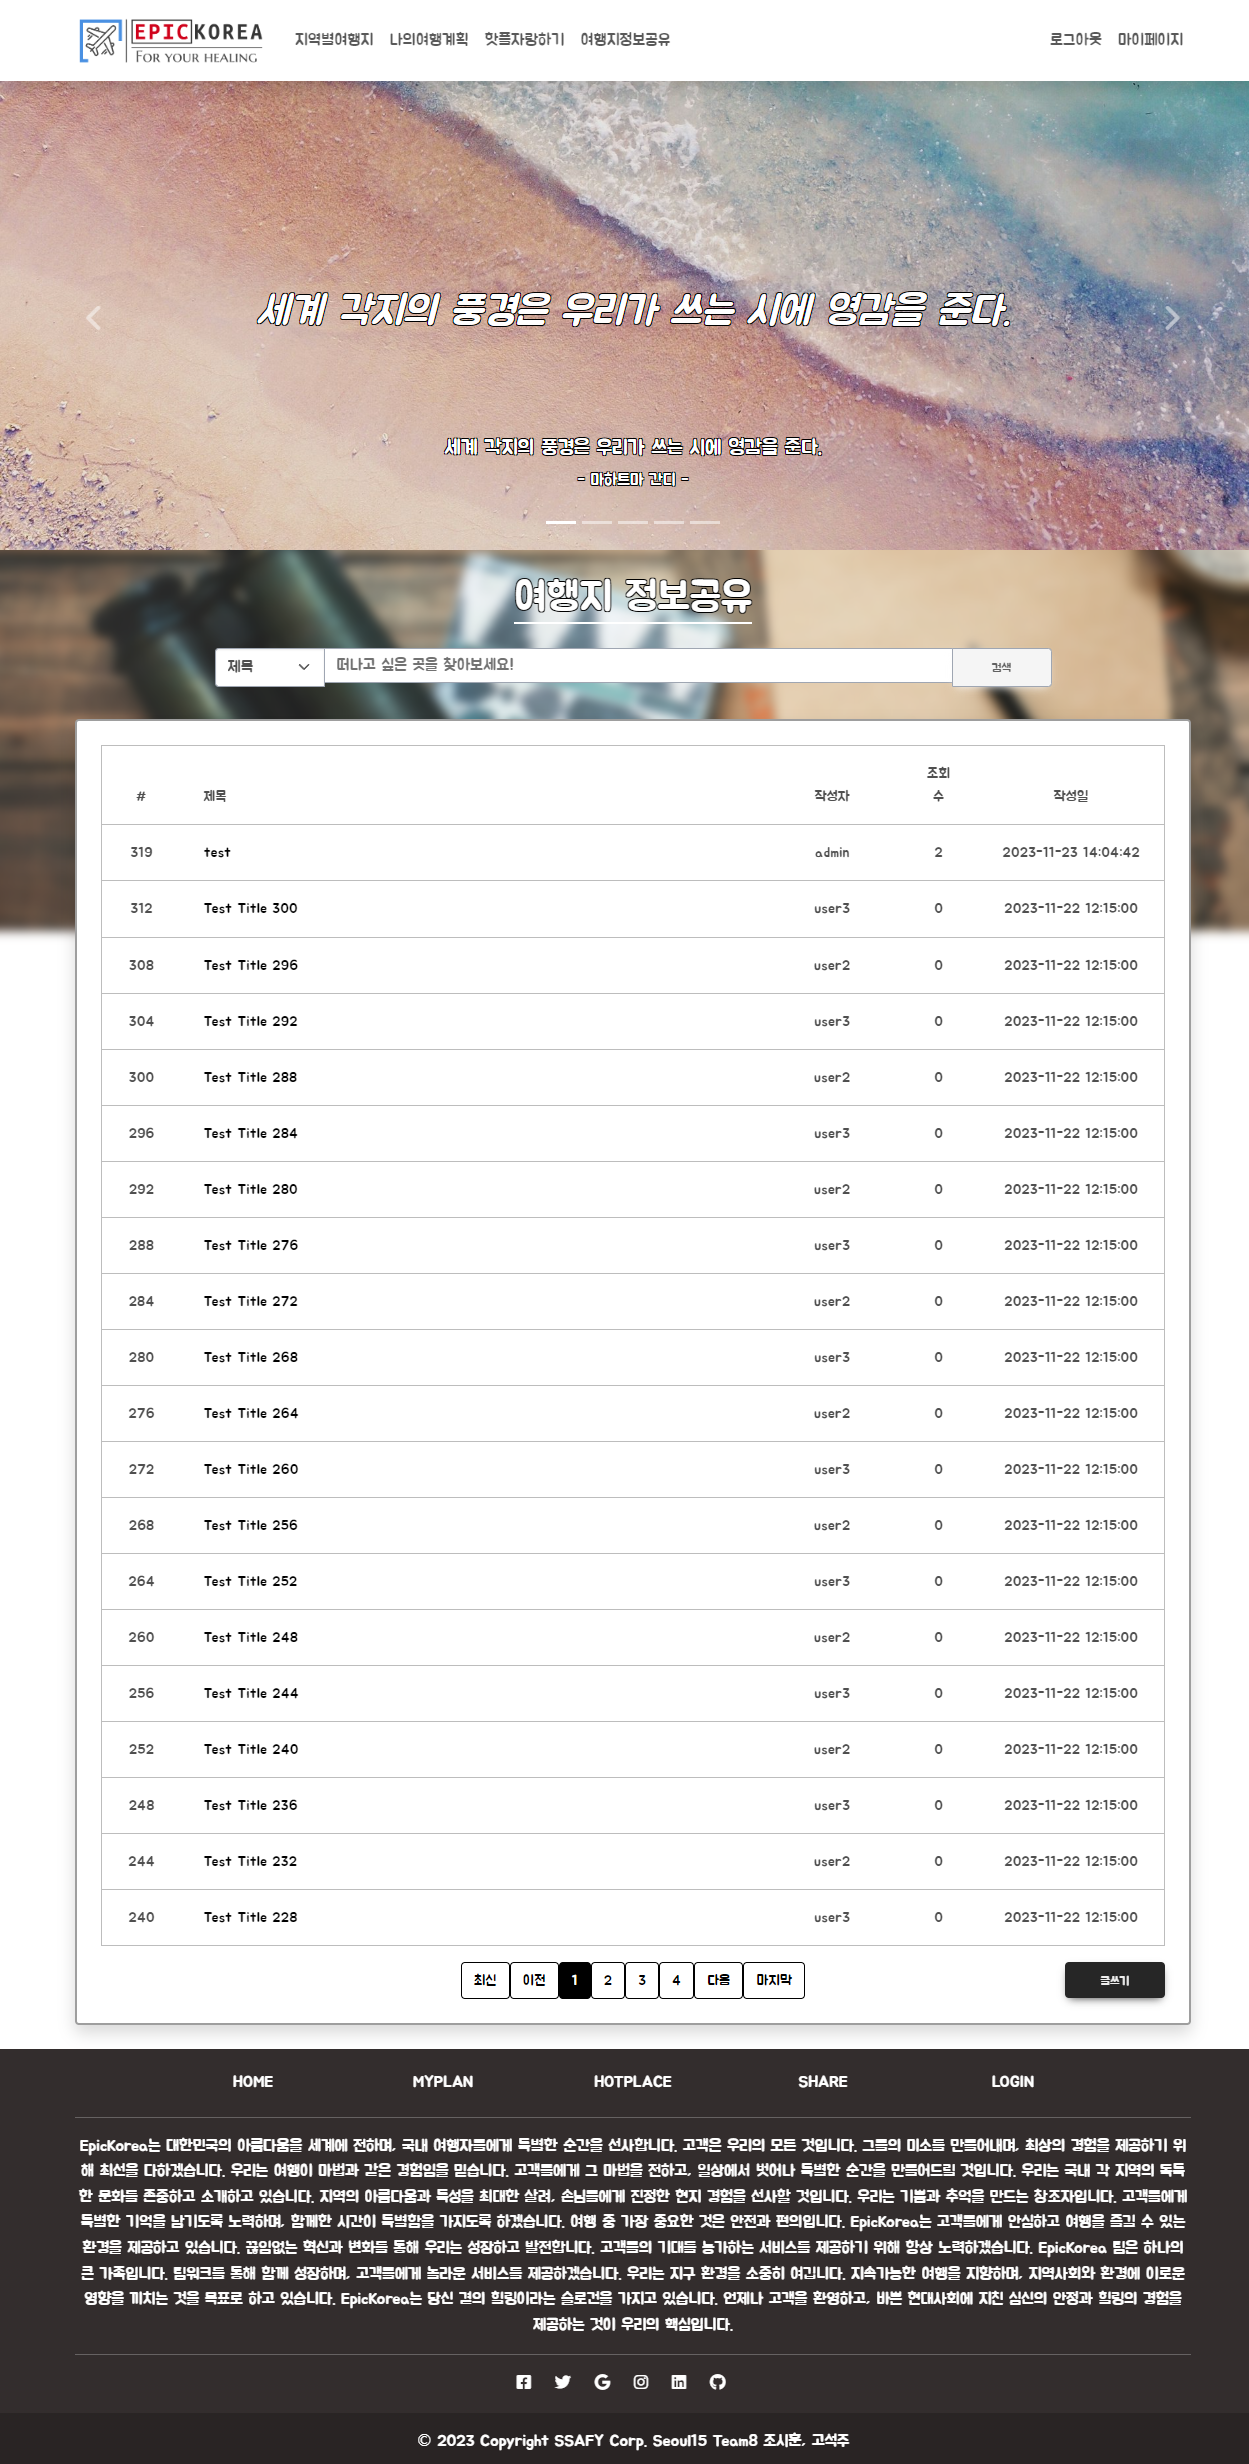 EPICKOREA
FOR YOUR HEALING
지역별여행지 나의여행계획 핫플자랑하기 여행지정보공유 로그아웃 마이페이지
세계 각지의 풍경은 우리가 쓰는 시에 영감을 준다.
세계 각지의 풍경은 우리가 쓰는 시에 영감을 준다.
- 마하트마 간디 -
여행지 정보공유
제목 떠나고 싶은 곳을 찾아보세요! 검색
# 제목 작성자 조회수 작성일
319 test admin 2 2023-11-23 14:04:42
312 Test Title 300 user3 0 2023-11-22 12:15:00
308 Test Title 296 user2 0 2023-11-22 12:15:00
304 Test Title 292 user3 0 2023-11-22 12:15:00
300 Test Title 288 user2 0 2023-11-22 12:15:00
296 Test Title 284 user3 0 2023-11-22 12:15:00
292 Test Title 280 user2 0 2023-11-22 12:15:00
288 Test Title 276 user3 0 2023-11-22 12:15:00
284 Test Title 272 user2 0 2023-11-22 12:15:00
280 Test Title 268 user3 0 2023-11-22 12:15:00
276 Test Title 264 user2 0 2023-11-22 12:15:00
272 Test Title 260 user3 0 2023-11-22 12:15:00
268 Test Title 256 user2 0 2023-11-22 12:15:00
264 Test Title 252 user3 0 2023-11-22 12:15:00
260 Test Title 248 user2 0 2023-11-22 12:15:00
256 Test Title 244 user3 0 2023-11-22 12:15:00
252 Test Title 240 user2 0 2023-11-22 12:15:00
248 Test Title 236 user3 0 2023-11-22 12:15:00
244 Test Title 232 user2 0 2023-11-22 12:15:00
240 Test Title 228 user3 0 2023-11-22 12:15:00
최신 이전 1 2 3 4 다음 마지막 글쓰기
HOME MYPLAN HOTPLACE SHARE LOGIN
EpicKorea는 대한민국의 아름다움을 세계에 전하며, 국내 여행자들에게 특별한 순간을 선사합니다. 고객은 우리의 모든 것입니다. 그들의 미소를 만들어내며, 최상의 경험을 제공하기 위
해 최선을 다하겠습니다. 우리는 여행이 마법과 같은 경험임을 믿습니다. 고객들에게 그 마법을 전하고, 일상에서 벗어나 특별한 순간을 만들어드릴 것입니다. 우리는 국내 각 지역의 독특
한 문화를 존중하고 소개하고 있습니다. 지역의 아름다움과 특성을 최대한 살려, 손님들에게 진정한 현지 경험을 선사할 것입니다. 우리는 기쁨과 추억을 만드는 창조자입니다. 고객들에게
특별한 기억을 남기도록 노력하며, 함께한 시간이 특별함을 가지도록 하겠습니다. 여행 중 가장 중요한 것은 안전과 편의입니다. EpicKorea는 고객들에게 안심하고 여행을 즐길 수 있는
환경을 제공하고 있습니다. 끊임없는 혁신과 변화를 통해 우리는 성장하고 발전합니다. 고객들의 기대를 능가하는 서비스를 제공하기 위해 항상 노력하겠습니다. EpicKorea 팀은 하나의
큰 가족입니다. 팀워크를 통해 함께 성장하며, 고객들에게 놀라운 서비스를 제공하겠습니다. 우리는 지구 환경을 소중히 여깁니다. 지속가능한 여행을 지향하며, 지역사회와 환경에 이로운
영향을 끼치는 것을 목표로 하고 있습니다. EpicKorea는 당신 곁의 힐링이라는 슬로건을 가지고 있습니다. 언제나 고객을 환영하고, 바쁜 현대사회에 지친 심신의 안정과 힐링의 경험을
제공하는 것이 우리의 핵심입니다.
© 2023 Copyright SSAFY Corp. Seoul15 Team8 조시훈, 고석주